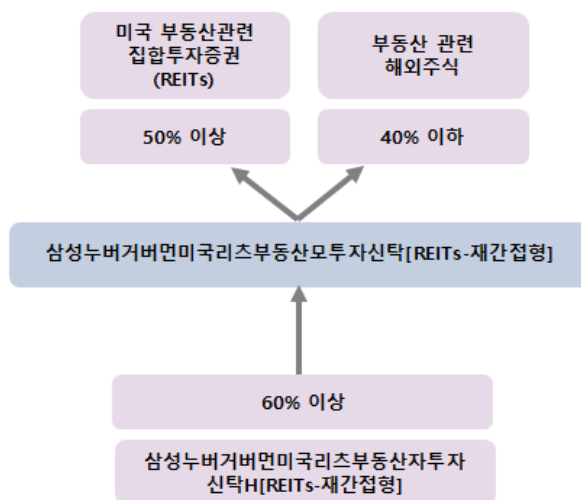 미국 부동산관련
집합투자증권
(REITs)
부동산 관련
해외주식
50% 이상
40% 이하
삼성누버거버먼미국리츠부동산모투자신탁[REITs-재간접형]
60% 이상
삼성누버거버먼미국리츠부동산자투자
신탁H[REITs-재간접형]